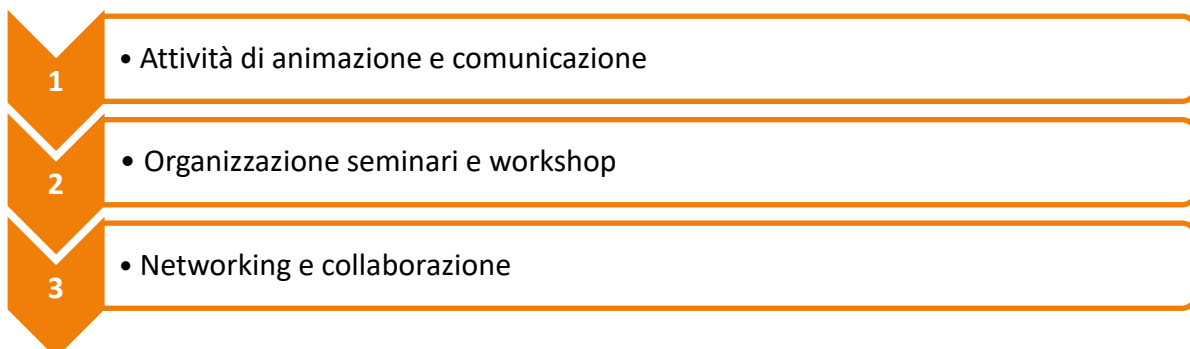 1
• Attività di animazione e comunicazione
2
• Organizzazione seminari e workshop
3
• Networking e collaborazione